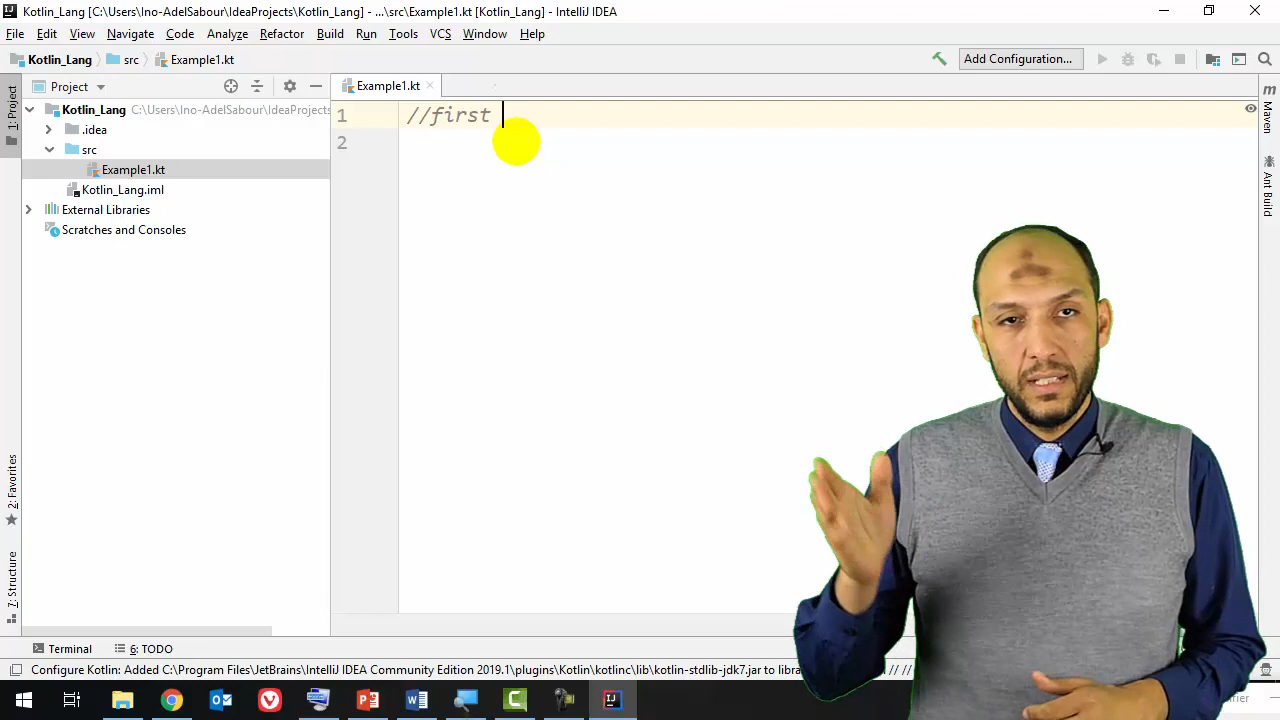 Kotlin_Lang [C:\Users\Ino-AdelSabour\IdeaProjects\Kotlin_Lang] - ...\src\Example1.kt [Kotlin_Lang] - IntelliJ IDEA
File Edit View Navigate Code Analyze Refactor Build Run Tools VCS Window Help
Kotlin_Lang src Example1.kt Add Configuration...
1: Project
Project
Example1.kt
Kotlin_Lang C:\Users\Ino-AdelSabour\IdeaProjects
.idea
src
Example1.kt
Kotlin_Lang.iml
External Libraries
Scratches and Consoles
1 //first
2
Maven
Ant Build
2: Favorites
7: Structure
Terminal 6: TODO
Configure Kotlin: Added C:\Program Files\JetBrains\IntelliJ IDEA Community Edition 2019.1\plugins\Kotlin\kotlinc\lib\kotlin-stdlib-jdk7.jar to libra